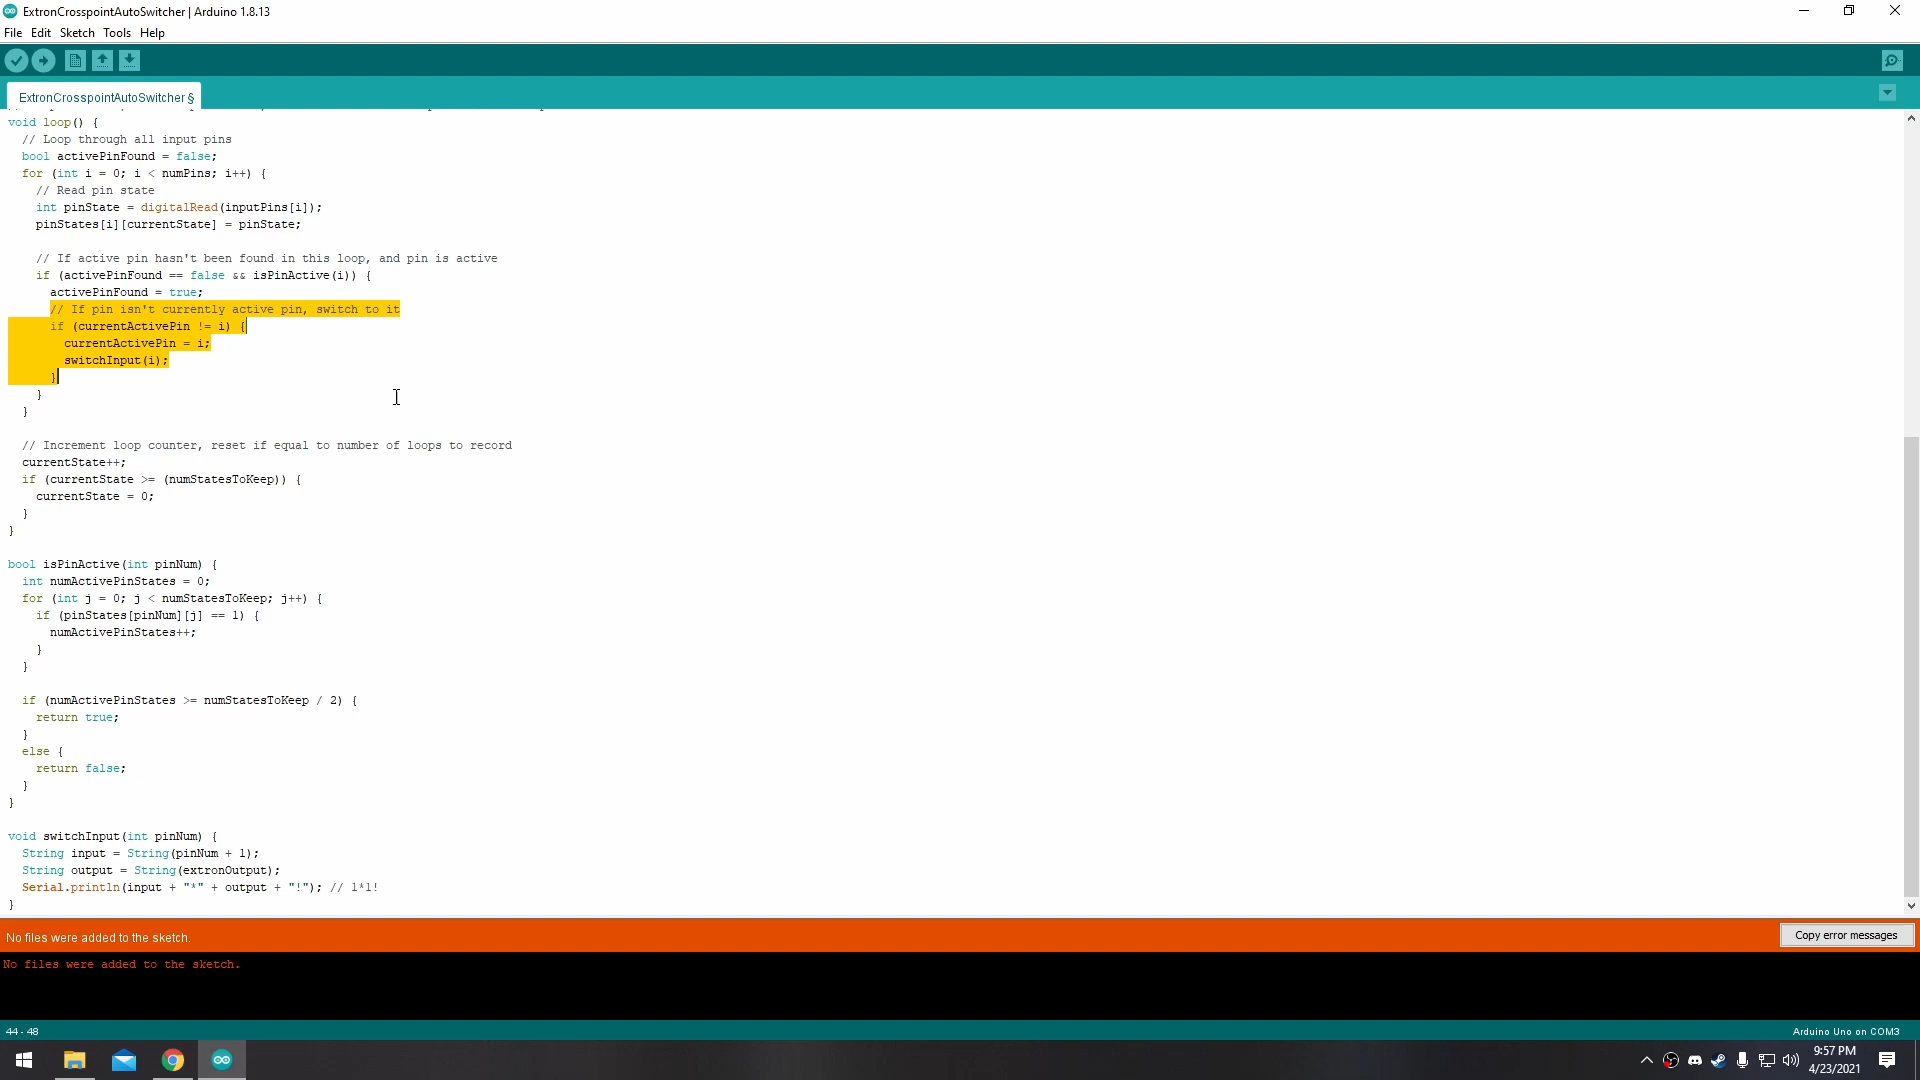 ExtronCrosspointAutoSwitcher | Arduino 1.8.13
File Edit Sketch Tools Help
ExtronCrosspointAutoSwitcher §
void loop() {
// Loop through all input pins
bool activePinFound = false;
for (int i = 0; i < numPins; i++) {
// Read pin state
int pinState = digitalRead(inputPins[i]);
pinStates[i][currentState] = pinState;
// If active pin hasn't been found in this loop, and pin is active
if (activePinFound == false && isPinActive(i)) {
activePinFound = true;
// If pin isn't currently active pin, switch to it
if (currentActivePin != i) {
currentActivePin = i;
switchInput(i);
}
}
}
// Increment loop counter, reset if equal to number of loops to record
currentState++;
if (currentState >= (numStatesToKeep)) {
currentState = 0;
}
}
bool isPinActive(int pinNum) {
int numActivePinStates = 0;
for (int j = 0; j < numStatesToKeep; j++) {
if (pinStates[pinNum][j] == 1) {
numActivePinStates++;
}
}
if (numActivePinStates >= numStatesToKeep / 2) {
return true;
}
else {
return false;
}
}
void switchInput(int pinNum) {
String input = String(pinNum + 1);
String output = String(extronOutput);
Serial.println(input + "*" + output + "!"); // 1*1!
}
No files were added to the sketch.
Copy error messages
No files were added to the sketch.
44 - 48
Arduino Uno on COM3
9:57 PM
4/23/2021